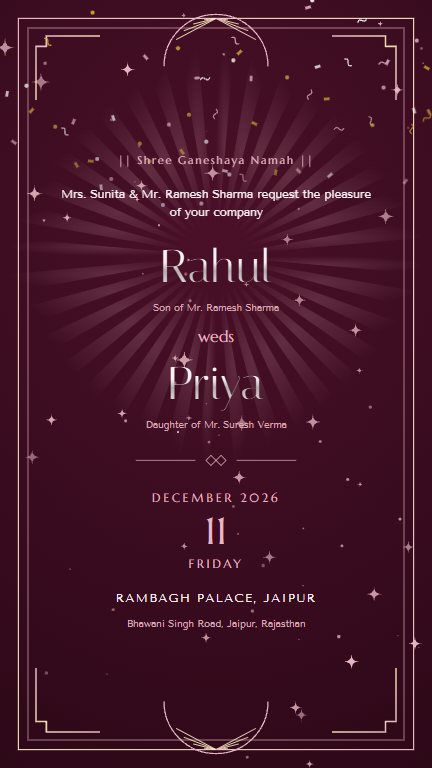 || Shree Ganeshaya Namah ||
Mrs. Sunita & Mr. Ramesh Sharma request the pleasure
of your company
Rahul
Son of Mr. Ramesh Sharma
weds
Priya
Daughter of Mr. Suresh Verma
DECEMBER 2026
11
FRIDAY
RAMBAGH PALACE, JAIPUR
Bhawani Singh Road, Jaipur, Rajasthan